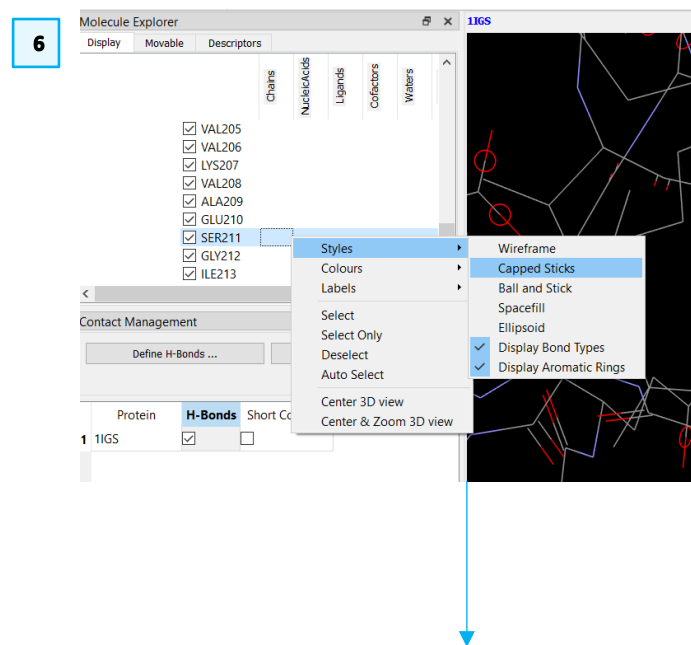 6
Molecule Explorer
Display Movable Descriptors
Chains
NucleicAcids
Ligands
Cofactors
Waters
VAL205
VAL206
LYS207
VAL208
ALA209
GLU210
SER211
GLY212
ILE213
Contact Management
Define H-Bonds ...
Protein H-Bonds Short Co
1 1IGS
Styles
Colours
Labels
Select
Select Only
Deselect
Auto Select
Center 3D view
Center & Zoom 3D view
Wireframe
Capped Sticks
Ball and Stick
Spacefill
Ellipsoid
Display Bond Types
Display Aromatic Rings
1IGS